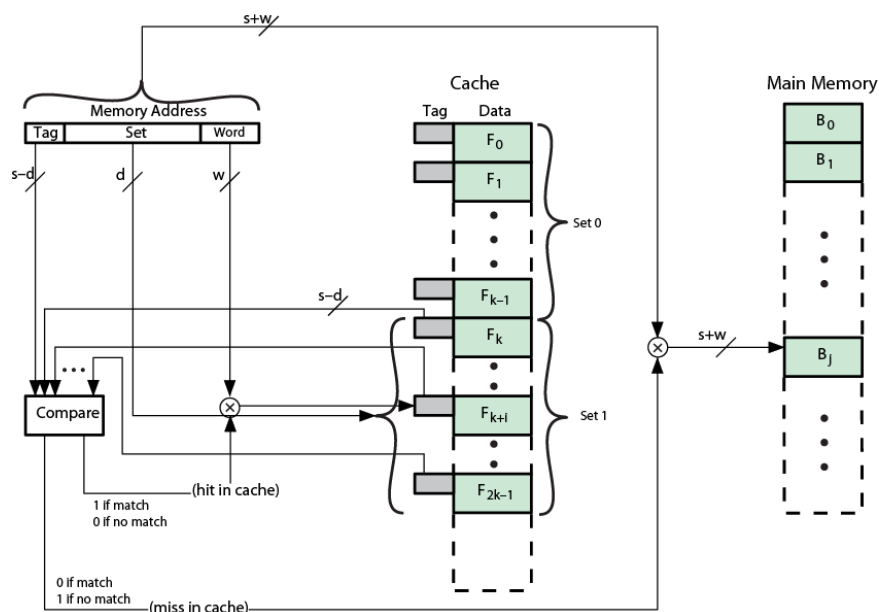 s+w
Cache
Main Memory
Memory Address
Tag Data
Tag Set Word
F0
B0
s–d d w
F1
B1
Set 0
s–d
Fk–1
Fk
s+w
Bj
Compare
Fk+i
Set 1
F2k–1
(hit in cache)
1 if match
0 if no match
0 if match
1 if no match
(miss in cache)